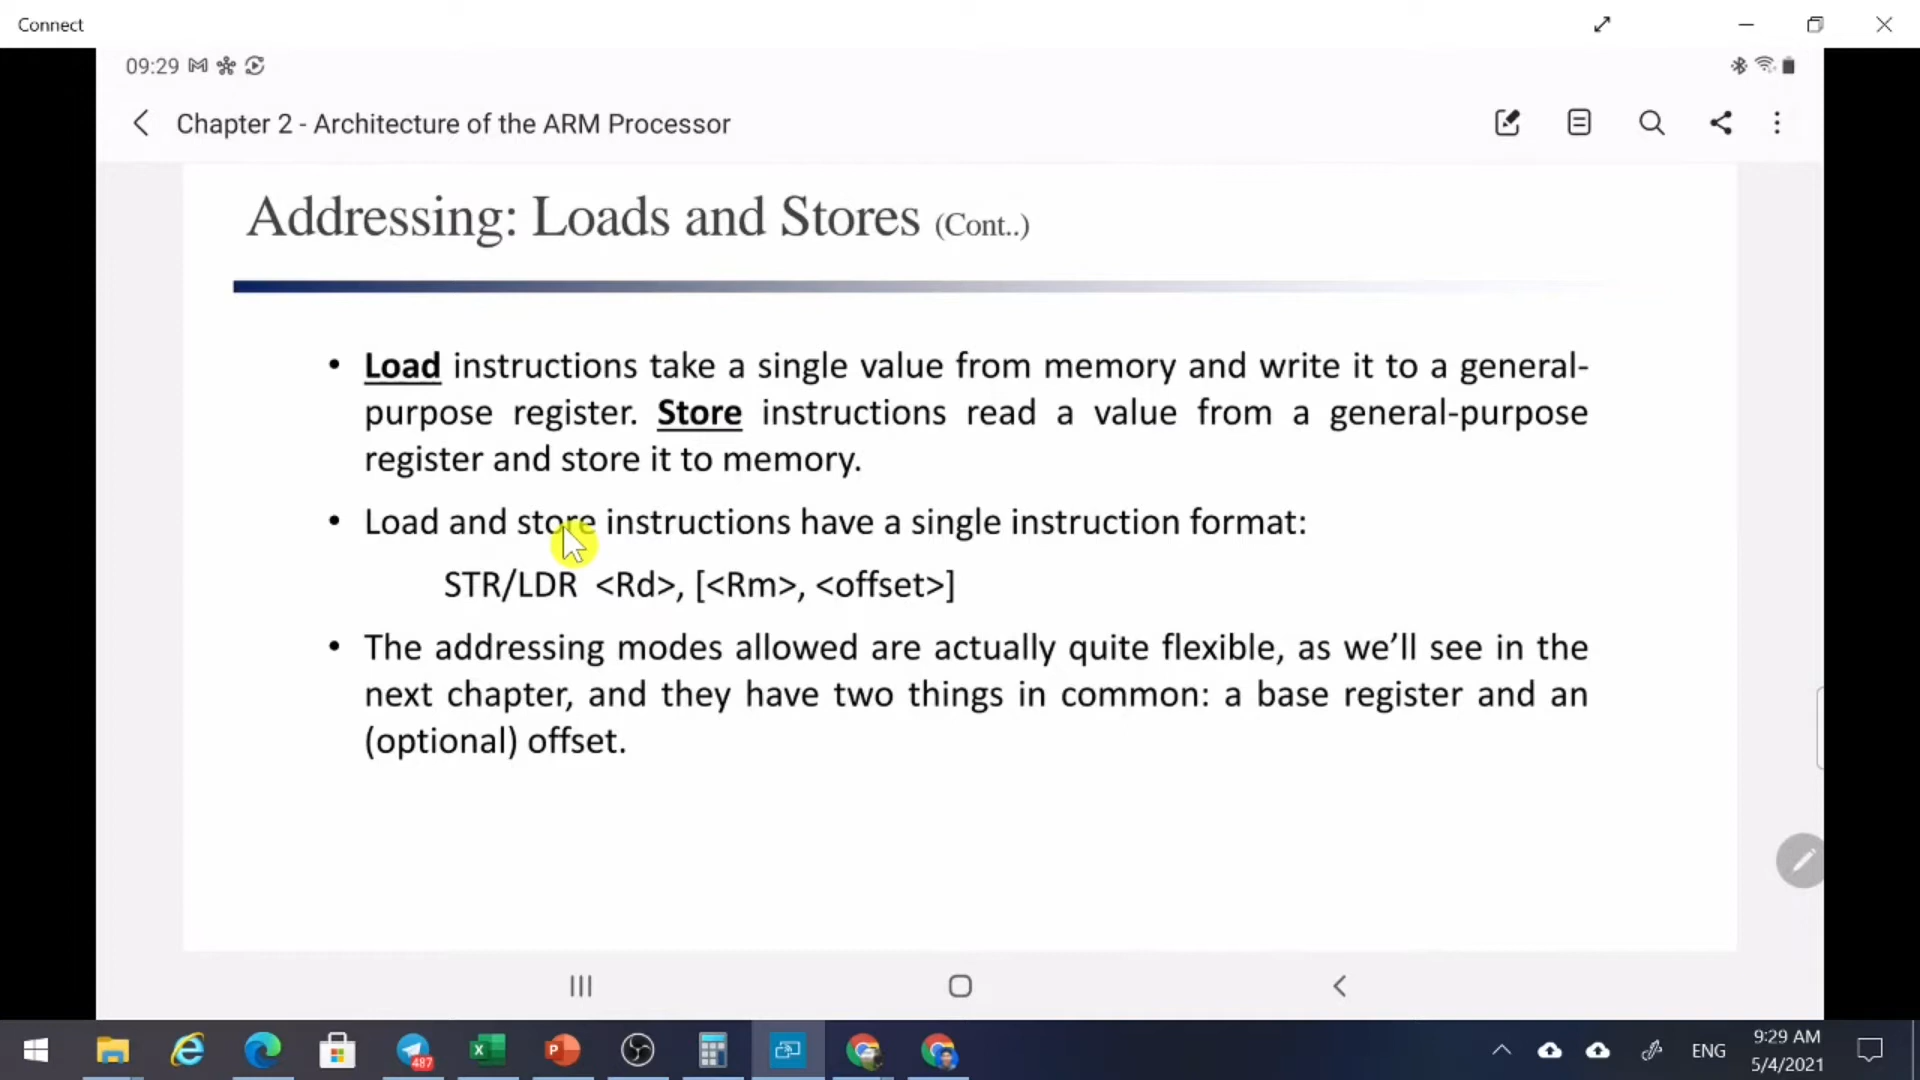 Connect
09:29
Chapter 2 - Architecture of the ARM Processor
Addressing: Loads and Stores (Cont..)
• Load instructions take a single value from memory and write it to a general-
purpose register. Store instructions read a value from a general-purpose
register and store it to memory.
• Load and store instructions have a single instruction format:
STR/LDR <Rd>, [<Rm>, <offset>]
• The addressing modes allowed are actually quite flexible, as we’ll see in the
next chapter, and they have two things in common: a base register and an
(optional) offset.
487
ENG
9:29 AM
5/4/2021